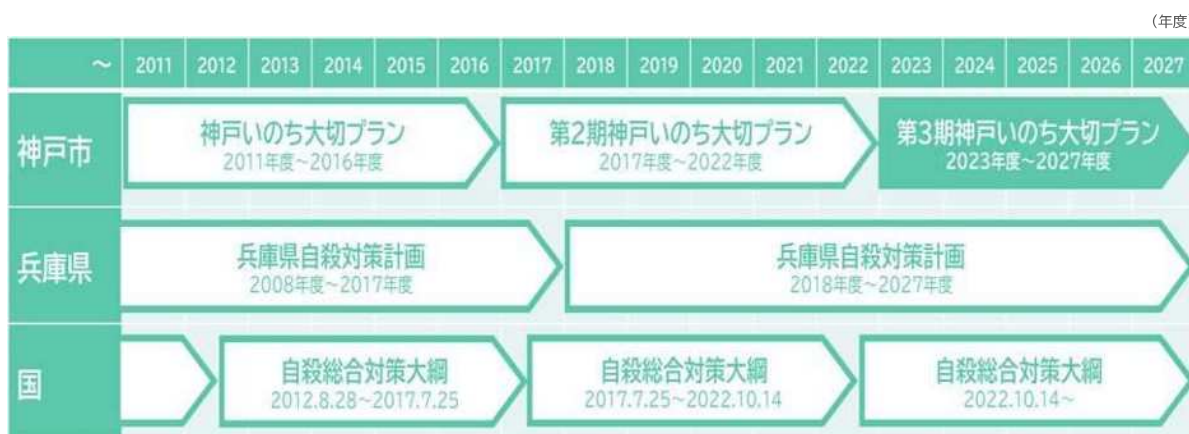 （年度
～ 2011 2012 2013 2014 2015 2016 2017 2018 2019 2020 2021 2022 2023 2024 2025 2026 2027
神戸市
神戸いのち大切プラン
2011年度～2016年度
第2期神戸いのち大切プラン
2017年度～2022年度
第3期神戸いのち大切プラン
2023年度～2027年度
兵庫県
兵庫県自殺対策計画
2008年度～2017年度
兵庫県自殺対策計画
2018年度～2027年度
国
自殺総合対策大綱
2012.8.28～2017.7.25
自殺総合対策大綱
2017.7.25～2022.10.14
自殺総合対策大綱
2022.10.14～